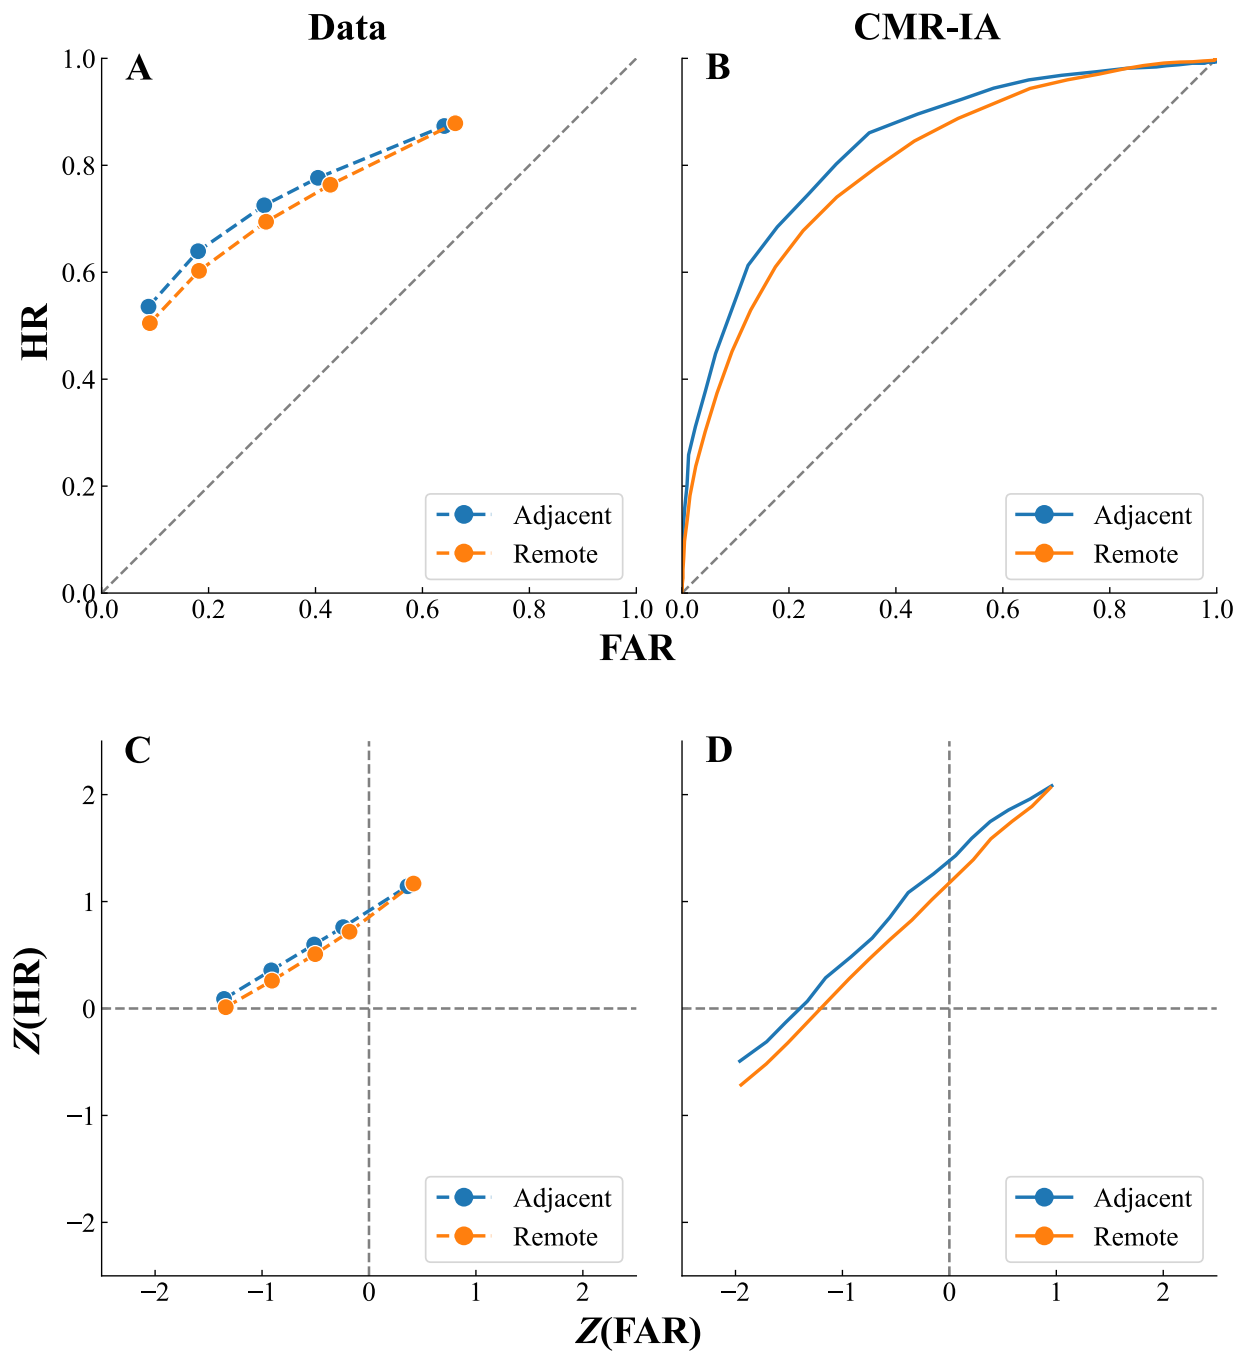 Data
CMR-IA
A
B
HR
1.0
0.8
0.6
0.4
0.2
0.0
Adjacent
Remote
Adjacent
Remote
0.0 0.2 0.4 0.6 0.8 1.0
0.0 0.2 0.4 0.6 0.8 1.0
FAR
C
D
Z(HR)
2
1
0
−1
−2
Adjacent
Remote
Adjacent
Remote
−2 −1 0 1 2
−2 −1 0 1 2
Z(FAR)